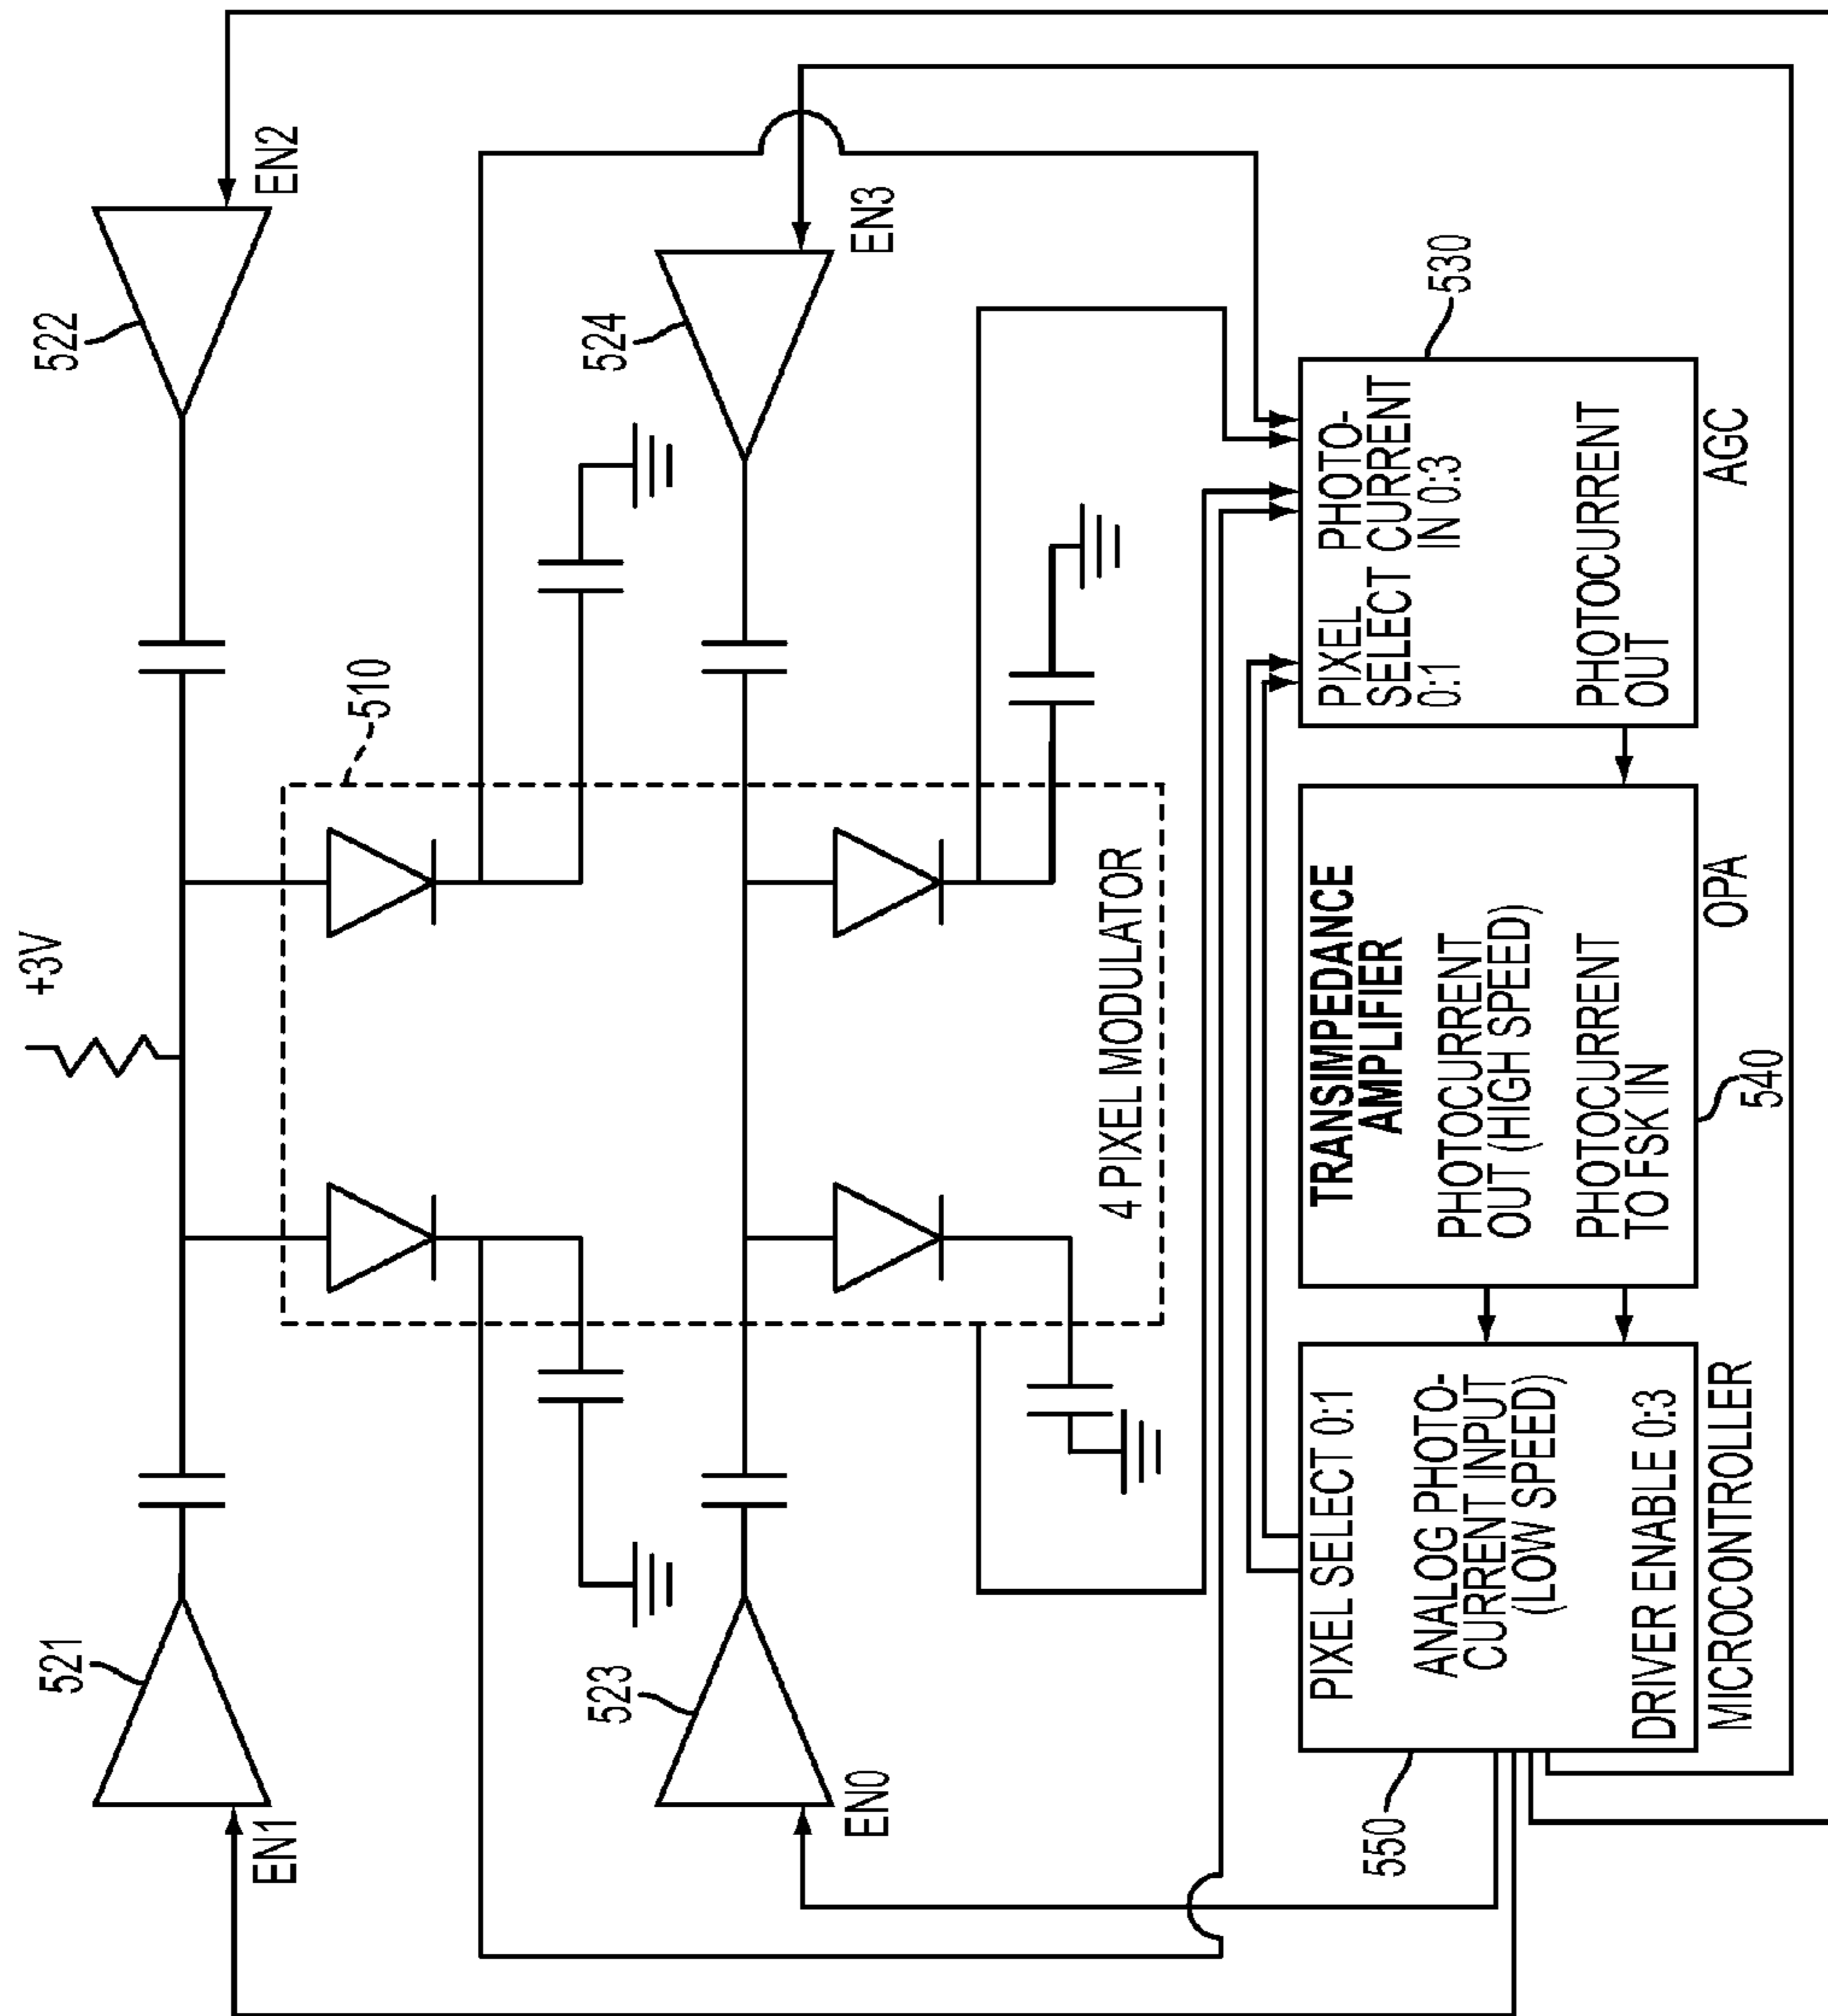 +3V
521
522
EN1
EN2
510
523
524
EN0
EN3
4 PIXEL MODULATOR
550
530
PIXEL SELECT 0:1
ANALOG PHOTO-
CURRENT INPUT
(LOW SPEED)
DRIVER ENABLE 0:3
MICROCONTROLLER
TRANSIMPEDANCE
AMPLIFIER
PHOTOCURRENT
OUT (HIGH SPEED)
PHOTOCURRENT
TO FSK IN
OPA
540
PIXEL PHOTO-
SELECT CURRENT
0:1 IN 0:3
PHOTOCURRENT
OUT
AGC